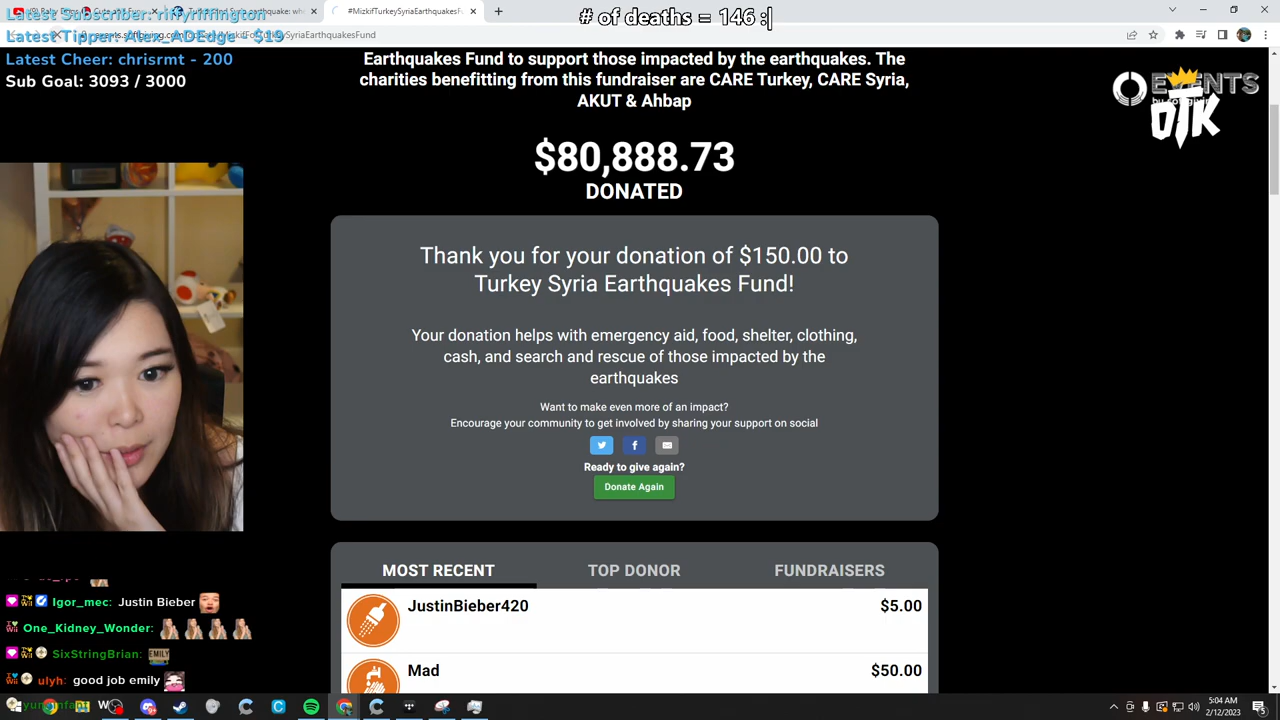 Latest Subscriber: riffyriffington
Latest Tipper: Alex_ADEdge - $19
Latest Cheer: chrisrmt - 200
Sub Goal: 3093 / 3000
#MizkifTurkeySyriaEarthquakesF
# of deaths = 146 :|
Earthquakes Fund to support those impacted by the earthquakes. The
charities benefitting from this fundraiser are CARE Turkey, CARE Syria,
AKUT & Ahbap
EVENTS
OTK
$80,888.73
DONATED
Thank you for your donation of $150.00 to
Turkey Syria Earthquakes Fund!
Your donation helps with emergency aid, food, shelter, clothing,
cash, and search and rescue of those impacted by the
earthquakes
Want to make even more of an impact?
Encourage your community to get involved by sharing your support on social
Ready to give again?
Donate Again
MOST RECENT
TOP DONOR
FUNDRAISERS
JustinBieber420
$5.00
Mad
$50.00
Igor_mec: Justin Bieber
One_Kidney_Wonder:
SixStringBrian: EMILY
ulyh: good job emily
5:04 AM
2/12/2023